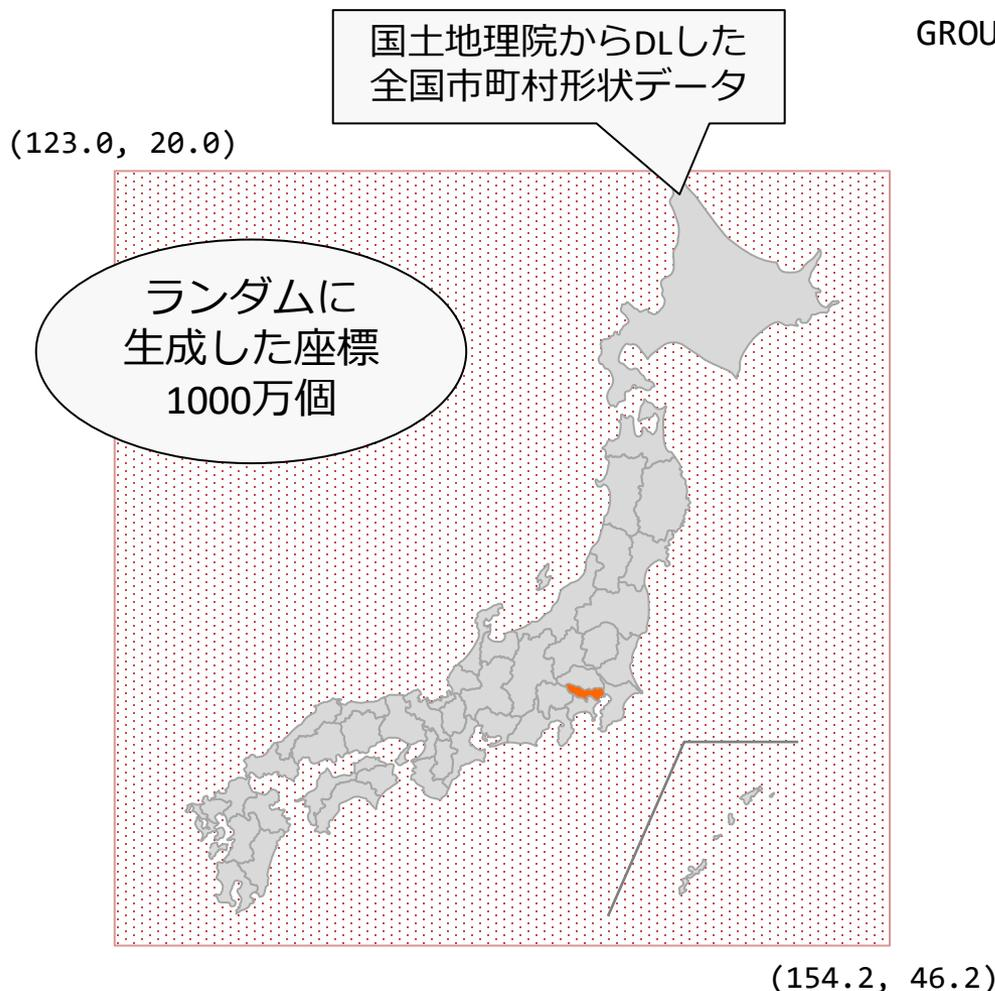 国土地理院からDLした
全国市町村形状データ
GROU
(123.0, 20.0)
ランダムに
生成した座標
1000万個
(154.2, 46.2)